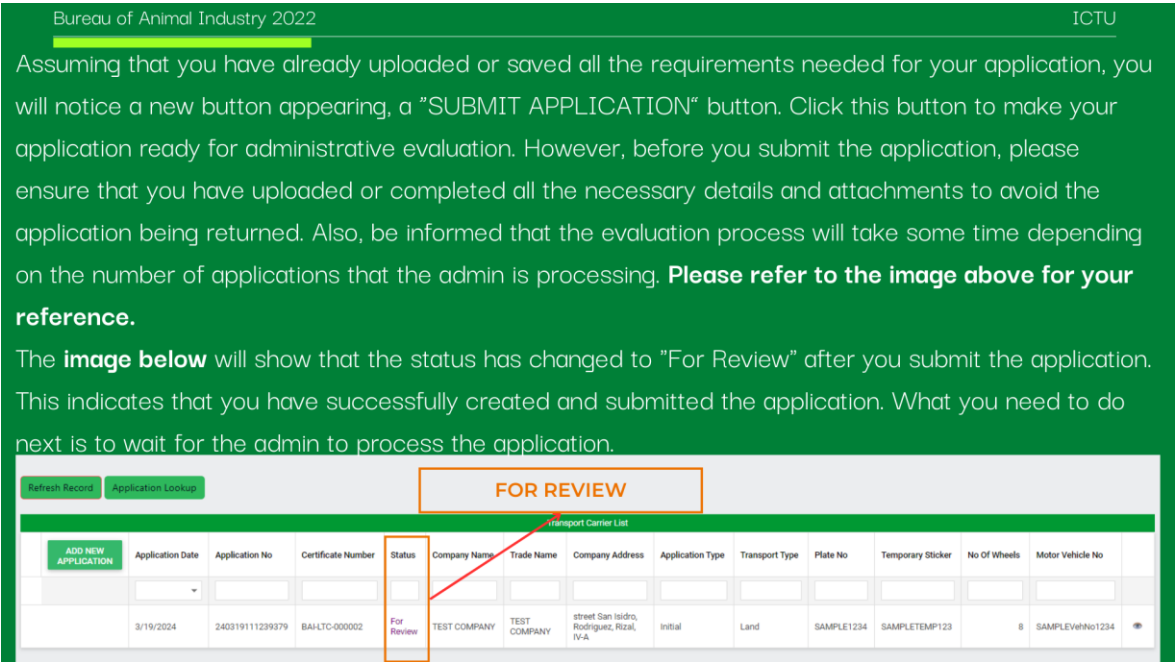 Bureau of Animal Industry 2022 ICTU
Assuming that you have already uploaded or saved all the requirements needed for your application, you
will notice a new button appearing, a "SUBMIT APPLICATION" button. Click this button to make your
application ready for administrative evaluation. However, before you submit the application, please
ensure that you have uploaded or completed all the necessary details and attachments to avoid the
application being returned. Also, be informed that the evaluation process will take some time depending
on the number of applications that the admin is processing. Please refer to the image above for your
reference.
The image below will show that the status has changed to "For Review" after you submit the application.
This indicates that you have successfully created and submitted the application. What you need to do
next is to wait for the admin to process the application.
Refresh Record Application Lookup
FOR REVIEW
Transport Carrier List
ADD NEW
APPLICATION
Application Date Application No Certificate Number Status Company Name Trade Name Company Address Application Type Transport Type Plate No Temporary Sticker No Of Wheels Motor Vehicle No
3/19/2024 240319111239379 BAI-LTC-000002
For
Review
TEST COMPANY
TEST
COMPANY
street San Isidro,
Rodriguez, Rizal,
IV-A
Initial Land SAMPLE1234 SAMPLETEMP123 8 SAMPLEVehNo1234